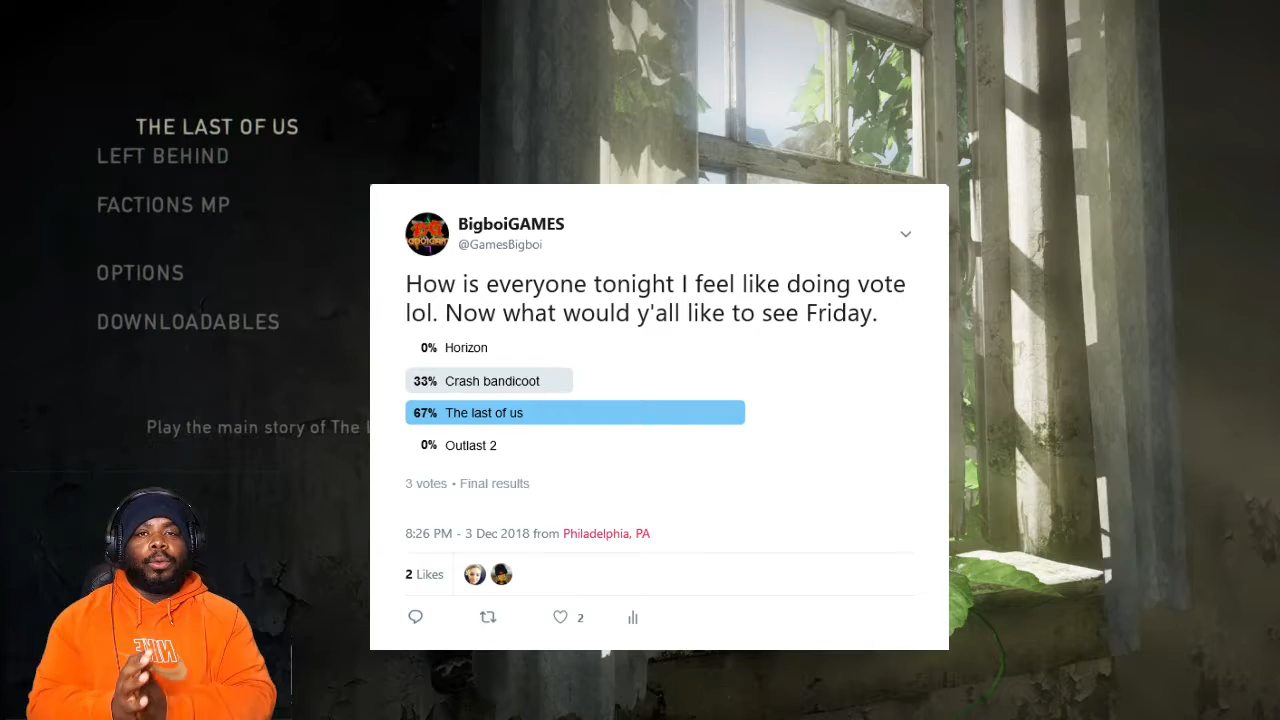 THE LAST OF US
LEFT BEHIND
FACTIONS MP
OPTIONS
DOWNLOADABLES
Play the main story of The
BigboiGAMES
@GamesBigboi
How is everyone tonight I feel like doing vote
lol. Now what would y'all like to see Friday.
0% Horizon
33% Crash bandicoot
67% The last of us
0% Outlast 2
3 votes • Final results
8:26 PM - 3 Dec 2018 from Philadelphia, PA
2 Likes
2
NIKE